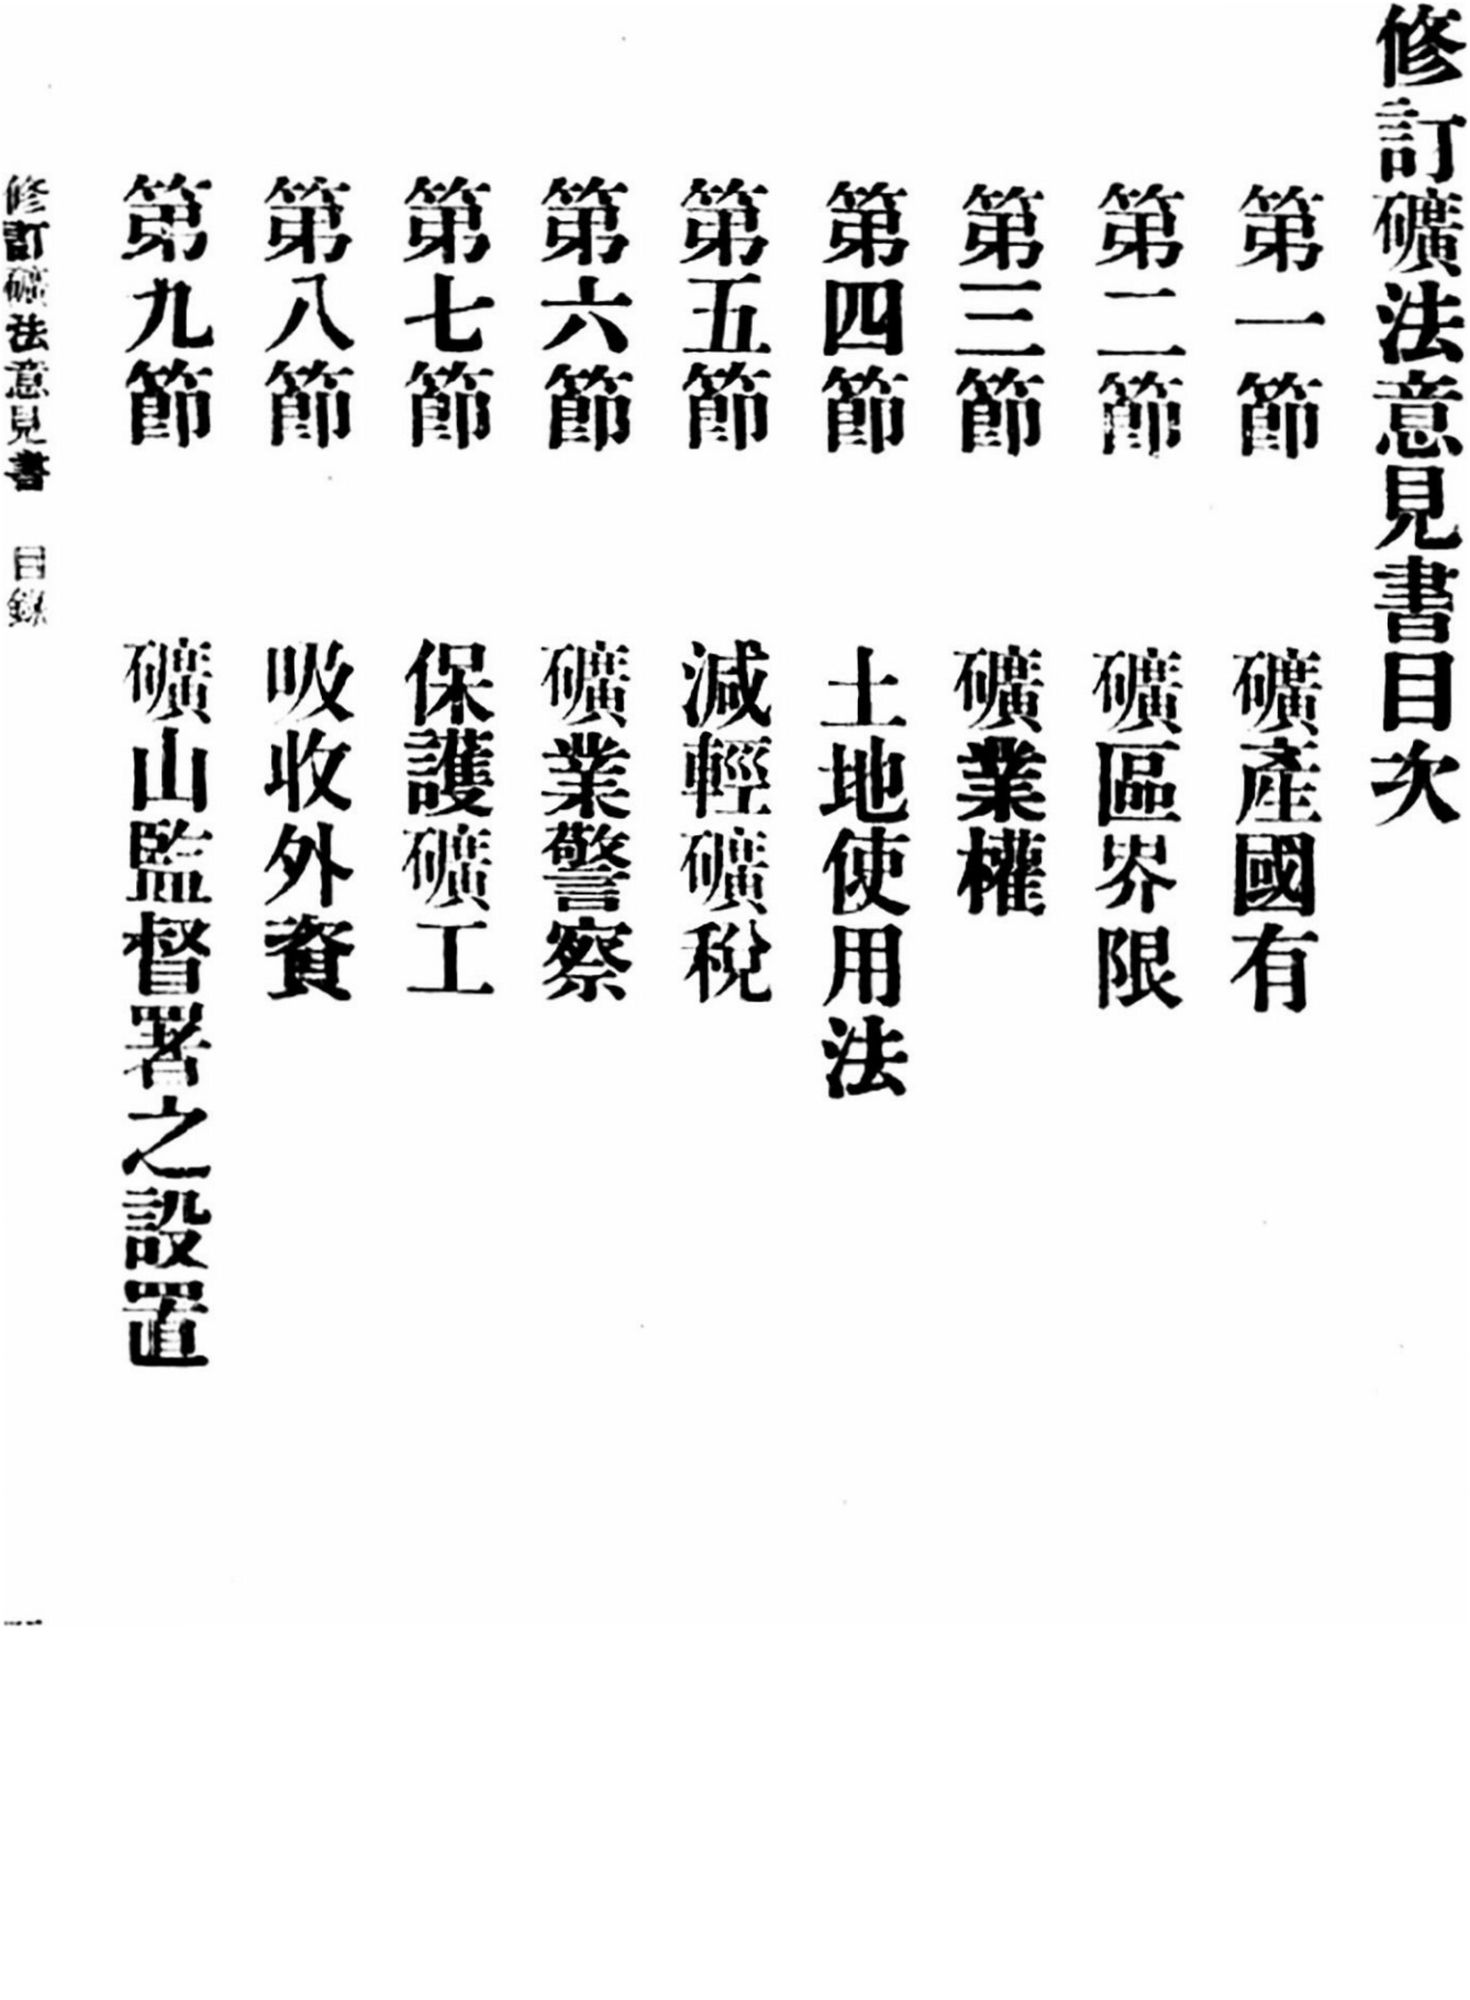 修訂礦法意見書目次
第一節　礦產國有
第二節　礦區界限
第三節　礦業權
第四節　土地使用法
第五節　減輕礦稅
第六節　礦業警察
第七節　保護礦工
第八節　吸收外資
第九節　礦山監督署之設置
修訂礦法意見書　目錄
一